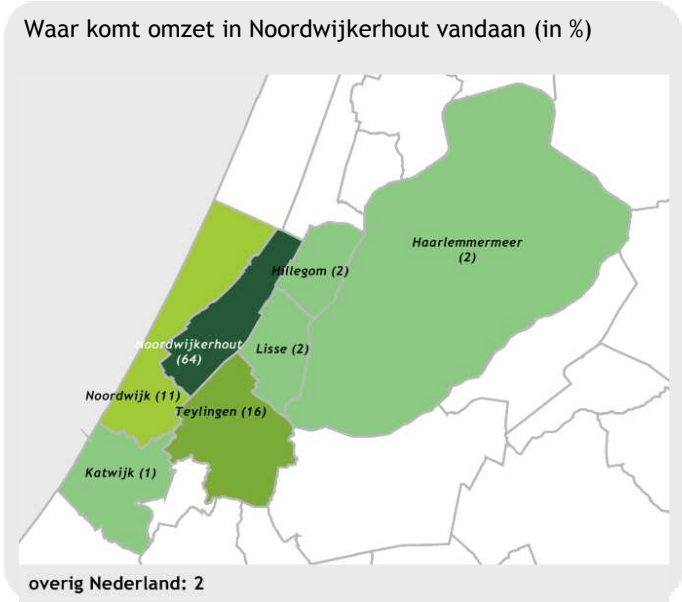 Waar komt omzet in Noordwijkerhout vandaan (in %)
Haarlemmermeer
(2)
Hillegom (2)
Noordwijkerhout
(64)
Lisse (2)
Noordwijk (11)
Teylingen (16)
Katwijk (1)
overig Nederland: 2